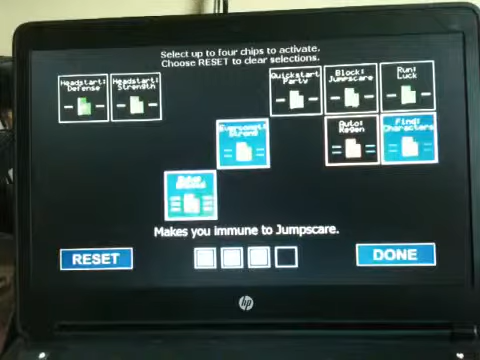 Select up to four chips to activate.
Choose RESET to clear selections.
Headstart:
Defense
Headstart:
Strength
Quickstart
Party
Block:
Jumpscare
Run:
Luck
Strong
Auto:
Regen
Find:
Characters
Makes you immune to Jumpscare.
RESET
DONE
hp